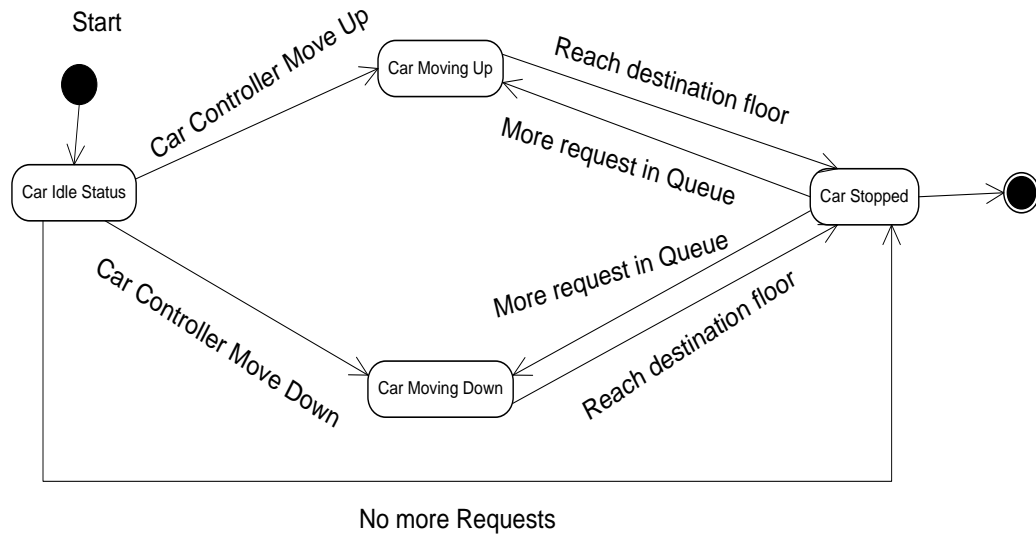 Start
Car Controller Move Up
Car Moving Up
Reach destination floor
More request in Queue
Car Idle Status
Car Stopped
Car Controller Move Down
More request in Queue
Car Moving Down
Reach destination floor
No more Requests